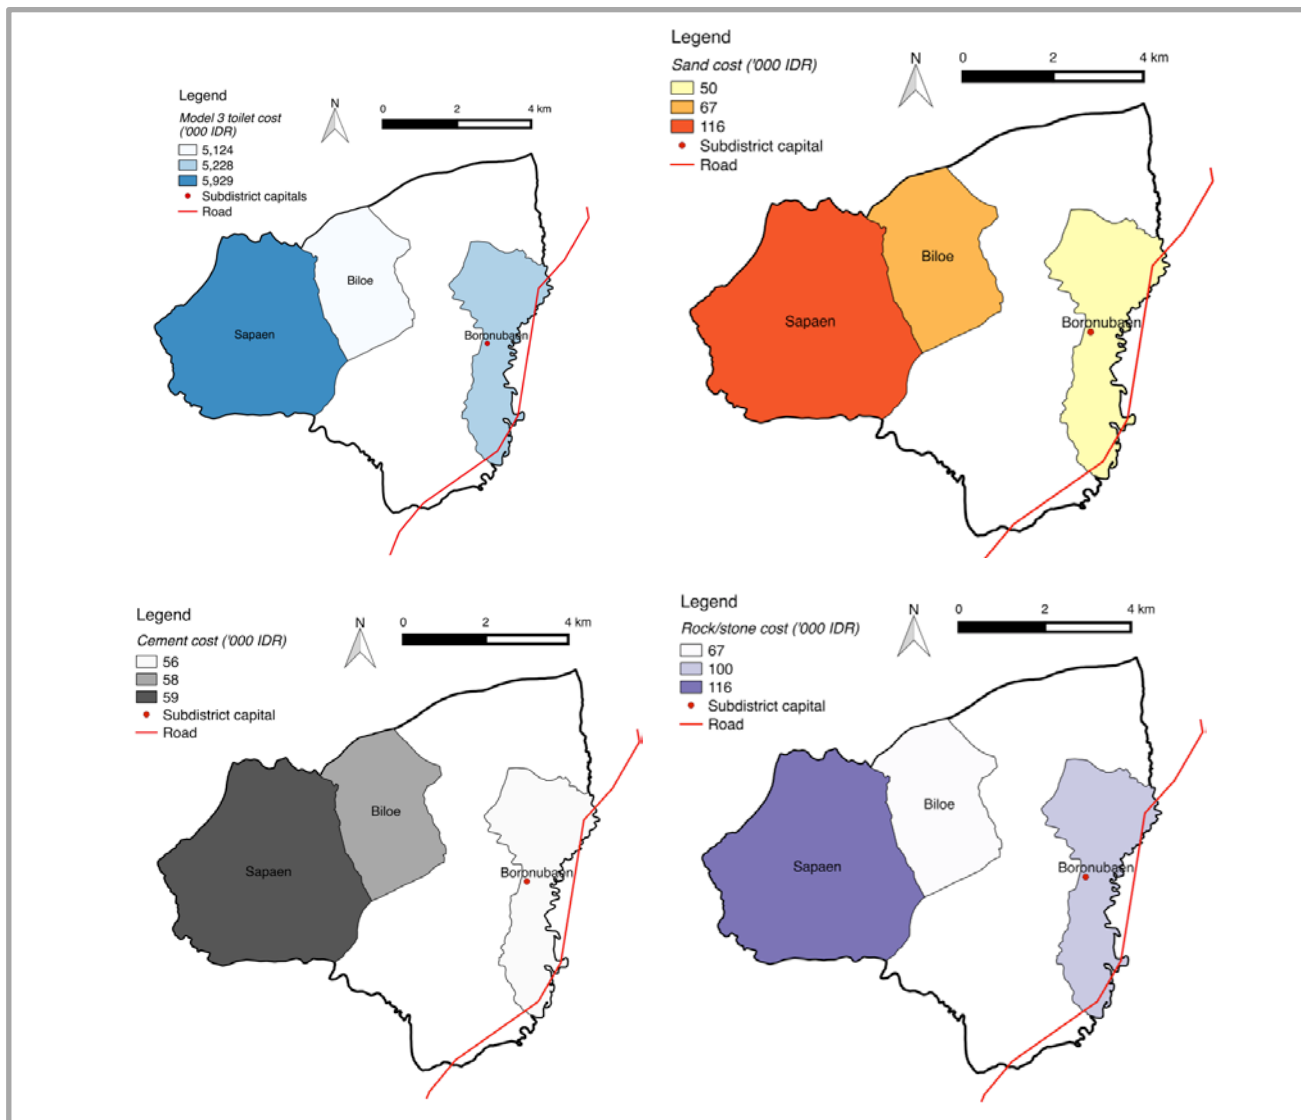 Legend
Model 3 toilet cost
('000 IDR)
5,124
5,228
5,929
Subdistrict capitals
Road
N
0 2 4 km
Biloe
Sapaen
Boronubaen
Legend
Sand cost ('000 IDR)
50
67
116
Subdistrict capital
Road
N
0 2 4 km
Biloe
Sapaen
Boronubaen
Legend
Cement cost ('000 IDR)
56
58
59
Subdistrict capital
Road
N
0 2 4 km
Biloe
Sapaen
Boronubaen
Legend
Rock/stone cost ('000 IDR)
67
100
116
Subdistrict capital
Road
N
0 2 4 km
Biloe
Sapaen
Boronubaen